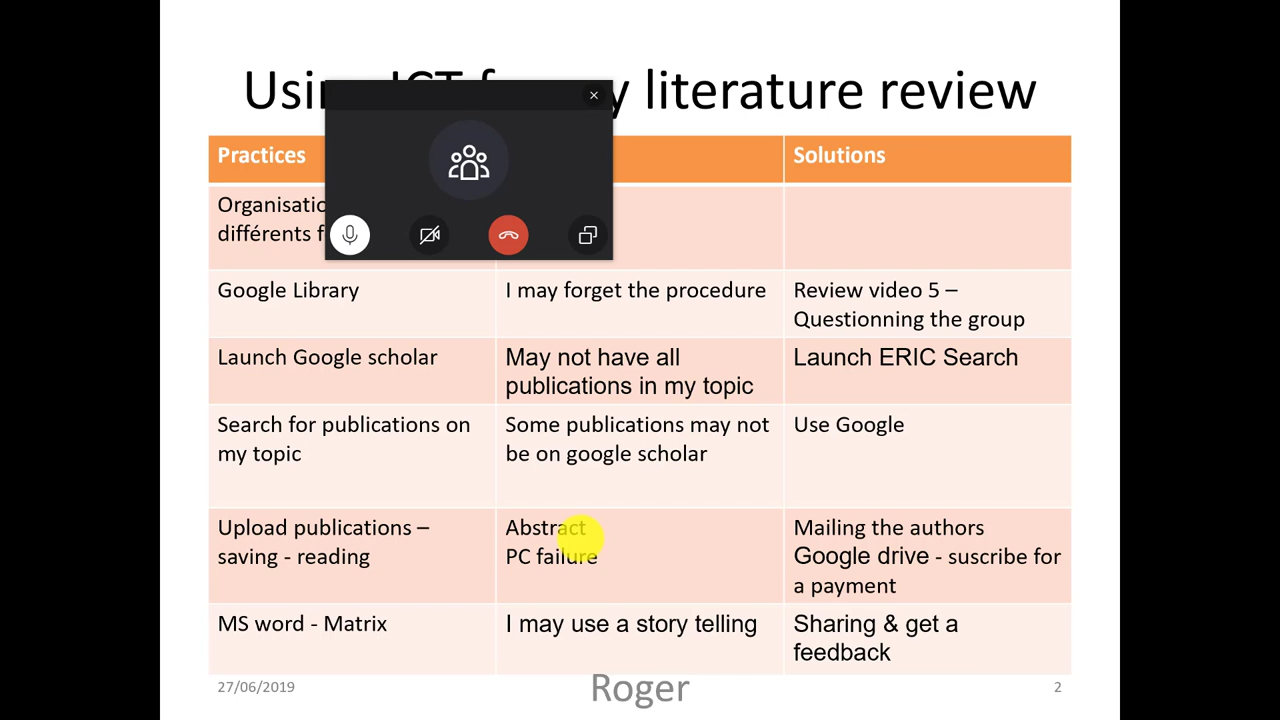 literature review
Practices
Solutions
différents
Google Library
I may forget the procedure
Review video 5 –
Questionning the group
Launch Google scholar
May not have all
publications in my topic
Launch ERIC Search
Search for publications on
my topic
Some publications may not
be on google scholar
Use Google
Upload publications –
saving - reading
Abstract
PC failure
Mailing the authors
Google drive - suscribe for
a payment
MS word - Matrix
I may use a story telling
Sharing & get a
feedback
27/06/2019
Roger
2